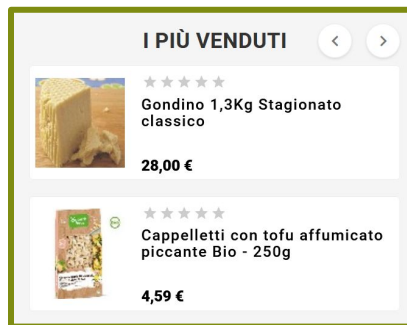 I PIÙ VENDUTI
Gondino 1,3Kg Stagionato
classico
28,00 €
Cappelletti con tofu affumicato
piccante Bio - 250g
4,59 €